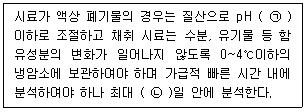 시료가 액상 폐기물의 경우는 질산으로 pH ( ㉠ )
이하로 조절하고 채취 시료는 수분, 유기물 등 함
유성분의 변화가 일어나지 않도록 0~4℃이하의
냉암소에 보관하여야 하며 가급적 빠른 시간 내에
분석하여야 하나 최대 ( ㉡ )일 안에 분석한다.